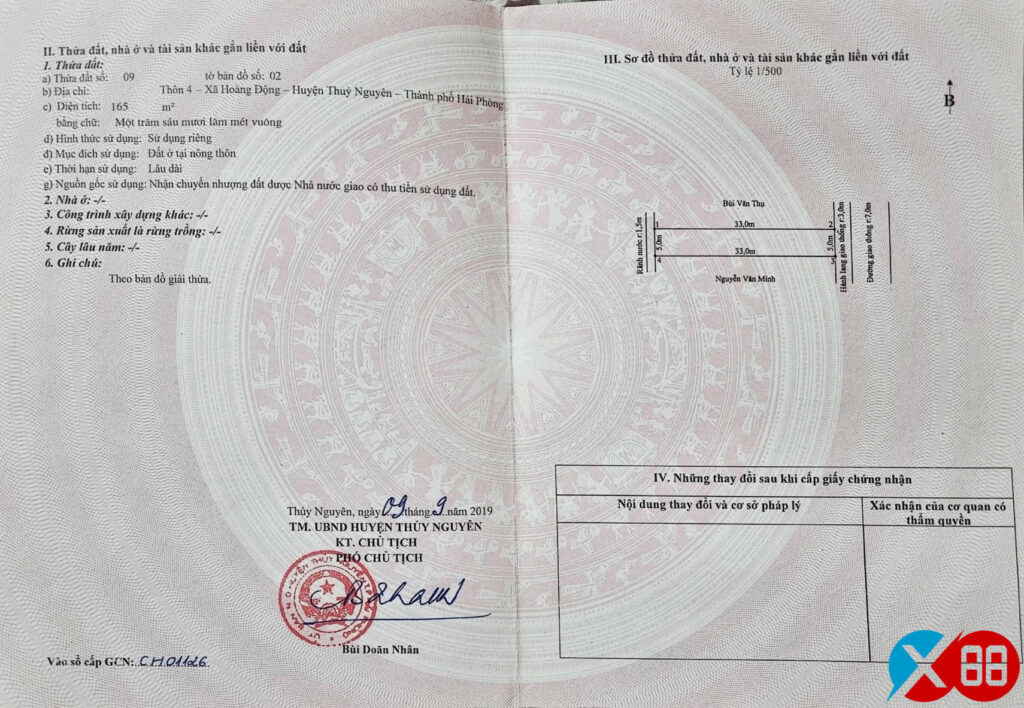 II. Thửa đất, nhà ở và tài sản khác gắn liền với đất
1. Thửa đất:
a) Thửa đất số: 09 tờ bản đồ số: 02
b) Địa chỉ: Thôn 4 – Xã Hoàng Động – Huyện Thuỷ Nguyên – Thành phố Hải Phòng
c) Diện tích: 165 m²
bằng chữ: Một trăm sáu mươi lăm mét vuông
d) Hình thức sử dụng: Sử dụng riêng
đ) Mục đích sử dụng: Đất ở tại nông thôn
e) Thời hạn sử dụng: Lâu dài
g) Nguồn gốc sử dụng: Nhận chuyển nhượng đất được Nhà nước giao có thu tiền sử dụng đất.
2. Nhà ở: -/-
3. Công trình xây dựng khác: -/-
4. Rừng sản xuất là rừng trồng: -/-
5. Cây lâu năm: -/-
6. Ghi chú:
Theo bản đồ giải thửa.
Thủy Nguyên, ngày 09 tháng 9 năm 2019
TM. UBND HUYỆN THỦY NGUYÊN
KT. CHỦ TỊCH
PHÓ CHỦ TỊCH
Bùi Doãn Nhân
Vào sổ cấp GCN: CH01126
III. Sơ đồ thửa đất, nhà ở và tài sản khác gắn liền với đất
Tỷ lệ 1/500
B
Bùi Văn Thụ
1 33,0m 2
Rãnh nước r:1,5m
5,0m
5,0m
Hành lang giao thông r:3,0m
Đường giao thông r:7,0m
4 33,0m 3
Nguyễn Văn Minh
IV. Những thay đổi sau khi cấp giấy chứng nhận
Nội dung thay đổi và cơ sở pháp lý
Xác nhận của cơ quan có
thẩm quyền
X88